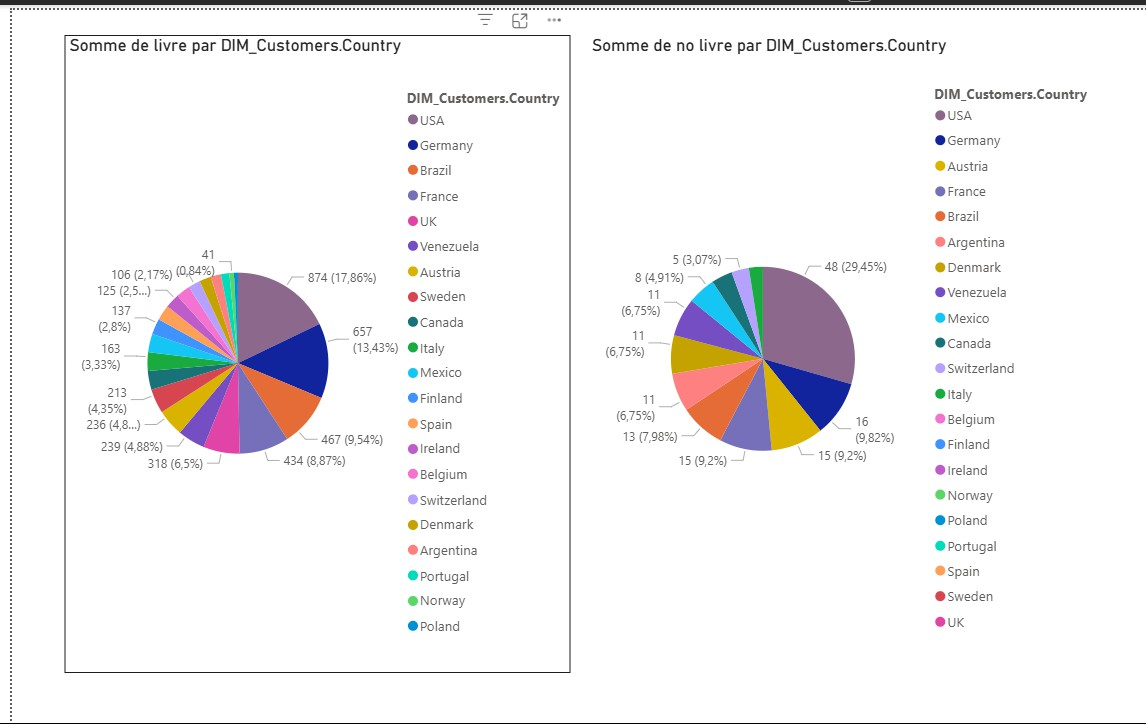 Somme de livre par DIM_Customers.Country
DIM_Customers.Country
USA
Germany
Brazil
France
UK
Venezuela
Austria
Sweden
Canada
Italy
Mexico
Finland
Spain
Ireland
Belgium
Switzerland
Denmark
Argentina
Portugal
Norway
Poland
874 (17,86%)
657
(13,43%)
467 (9,54%)
434 (8,87%)
318 (6,5%)
239 (4,88%)
236 (4,8...)
213
(4,35%)
163
(3,33%)
137
(2,8%)
125 (2,5...)
106 (2,17%)
41
(0,84%)
Somme de no livre par DIM_Customers.Country
DIM_Customers.Country
USA
Germany
Austria
France
Brazil
Argentina
Denmark
Venezuela
Mexico
Canada
Switzerland
Italy
Belgium
Finland
Ireland
Norway
Poland
Portugal
Spain
Sweden
UK
48 (29,45%)
16
(9,82%)
15 (9,2%)
15 (9,2%)
13 (7,98%)
11
(6,75%)
11
(6,75%)
11
(6,75%)
8 (4,91%)
5 (3,07%)